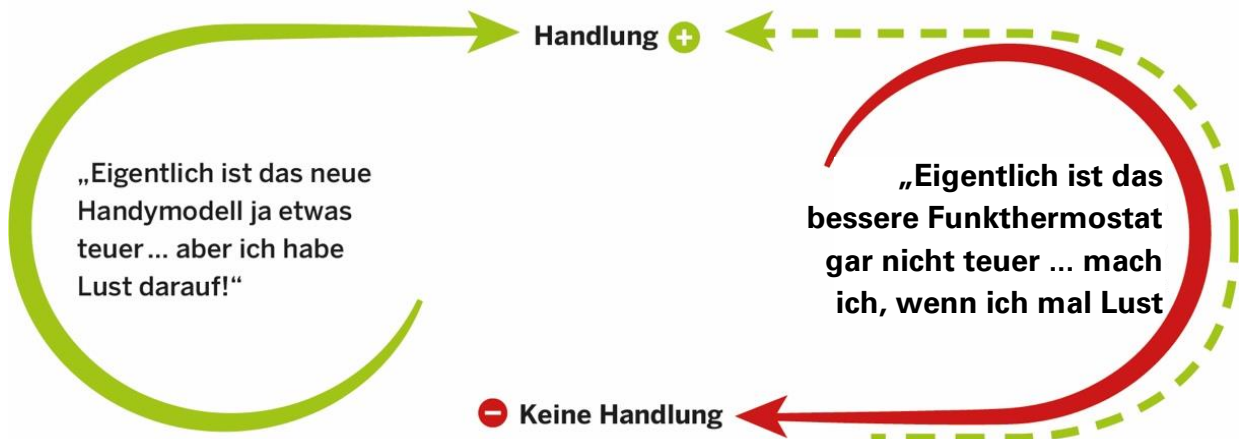 Handlung
„Eigentlich ist das neue
Handymodell ja etwas
teuer ... aber ich habe
Lust darauf!“
„Eigentlich ist das
bessere Funkthermostat
gar nicht teuer ... mach
ich, wenn ich mal Lust
Keine Handlung